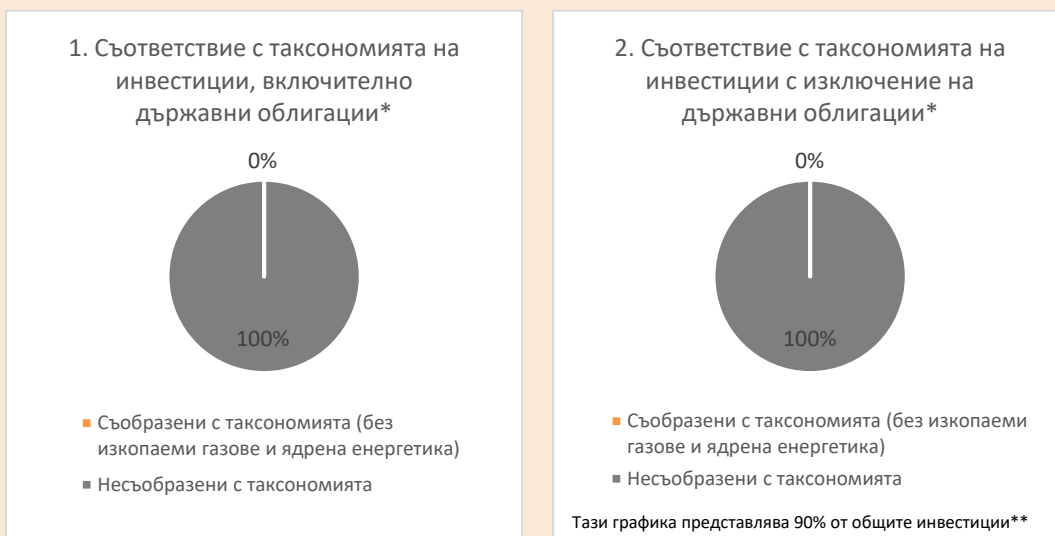 1. Съответствие с таксономията на
инвестиции, включително
държавни облигации*
0%
100%
Съобразени с таксономията (без
изкопаеми газове и ядрена енергетика)
Несъобразени с таксономията
2. Съответствие с таксономията на
инвестиции с изключение на
държавни облигации*
0%
100%
Съобразени с таксономията (без изкопаеми
газове и ядрена енергетика)
Несъобразени с таксономията
Тази графика представлява 90% от общите инвестиции**